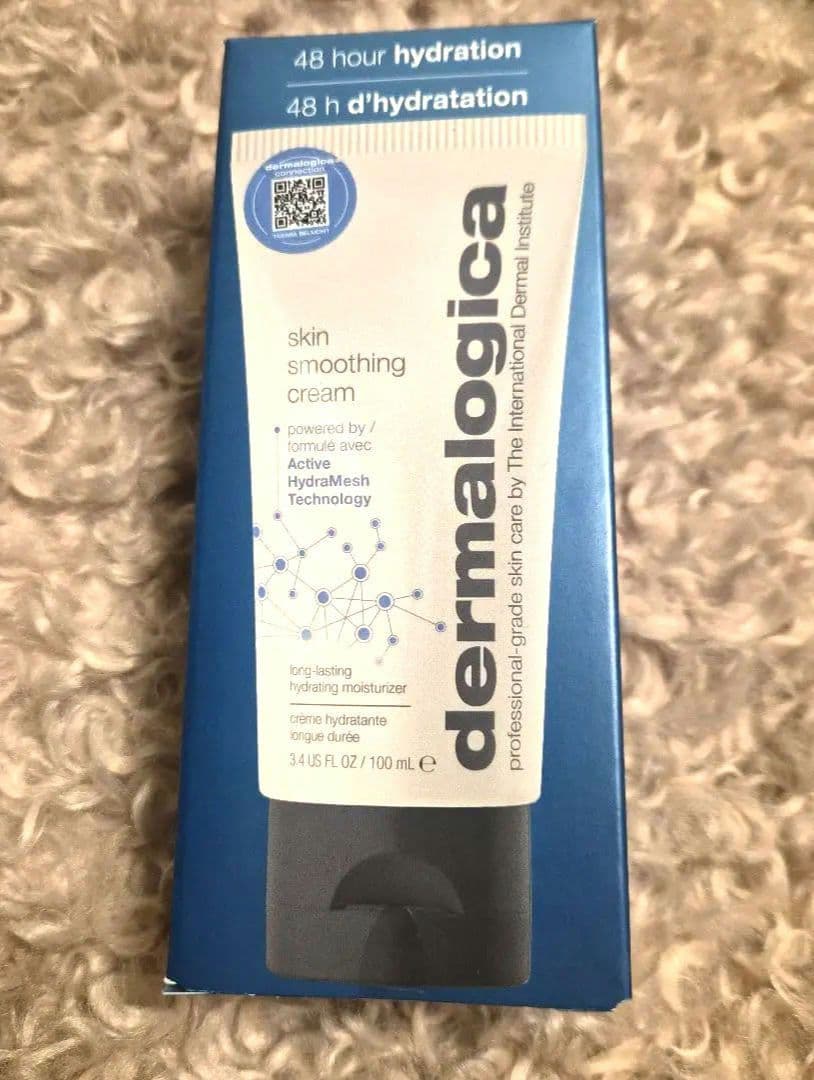 48 hour hydration
48 h d'hydratation
dermalogica
connection
skin
smoothing
cream
powered by /
formulé avec
Active
HydraMesh
Technology
long-lasting
hydrating moisturizer
crème hydratante
longue durée
3.4 US FL OZ / 100 mL ℮
dermalogica
professional-grade skin care by The International Dermal Institute